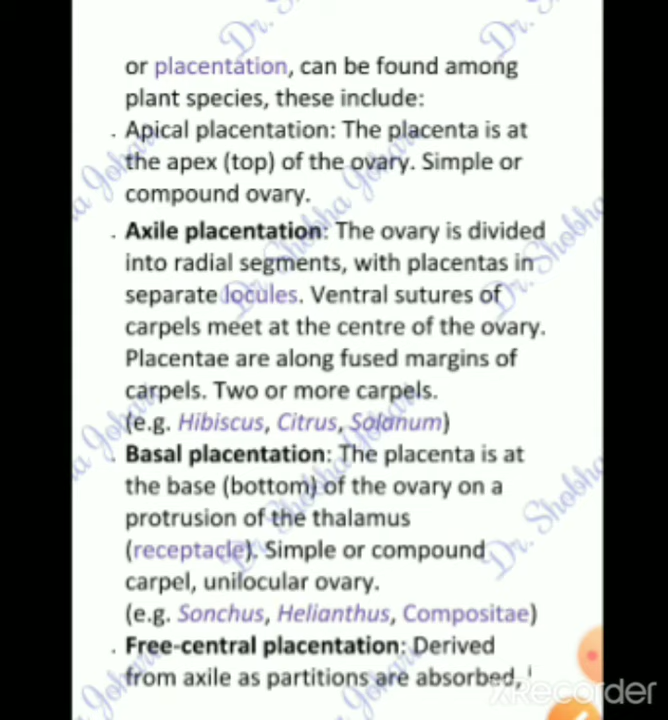 or placentation, can be found among
plant species, these include:
. Apical placentation: The placenta is at
the apex (top) of the ovary. Simple or
compound ovary.
. Axile placentation: The ovary is divided
into radial segments, with placentas in
separate locules. Ventral sutures of
carpels meet at the centre of the ovary.
Placentae are along fused margins of
carpels. Two or more carpels.
(e.g. Hibiscus, Citrus, Solanum)
. Basal placentation: The placenta is at
the base (bottom) of the ovary on a
protrusion of the thalamus
(receptacle). Simple or compound
carpel, unilocular ovary.
(e.g. Sonchus, Helianthus, Compositae)
. Free-central placentation: Derived
from axile as partitions are absorbed,
XRecorder
Dr. Shobha Johari